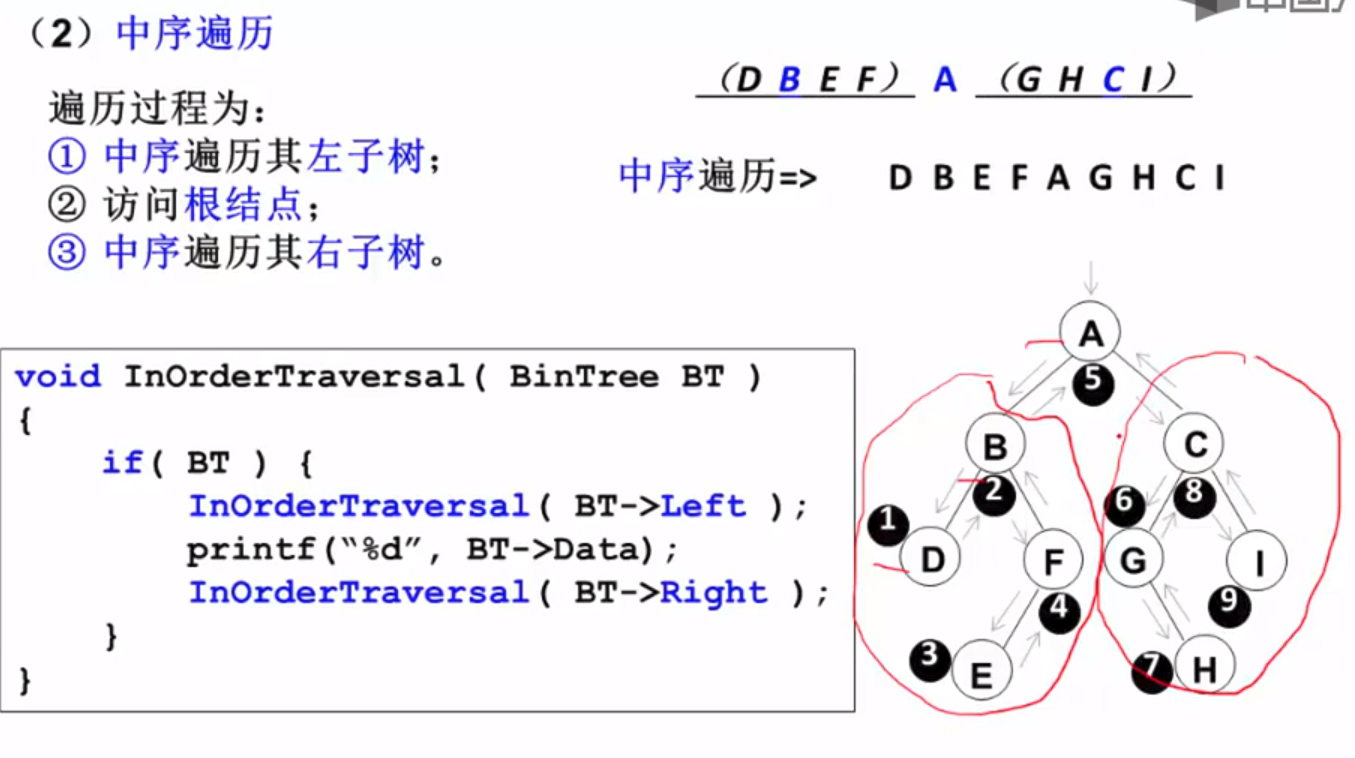 （2）中序遍历
遍历过程为:
① 中序遍历其左子树；
② 访问根结点；
③ 中序遍历其右子树。
（D B E F） A （G H C I）
中序遍历=> D B E F A G H C I
void InOrderTraversal( BinTree BT )
{
if( BT ) {
InOrderTraversal( BT->Left );
printf(“%d”, BT->Data);
InOrderTraversal( BT->Right );
}
}
A
5
B C
2 6 8
1
D F G I
4 9
3 E 7 H